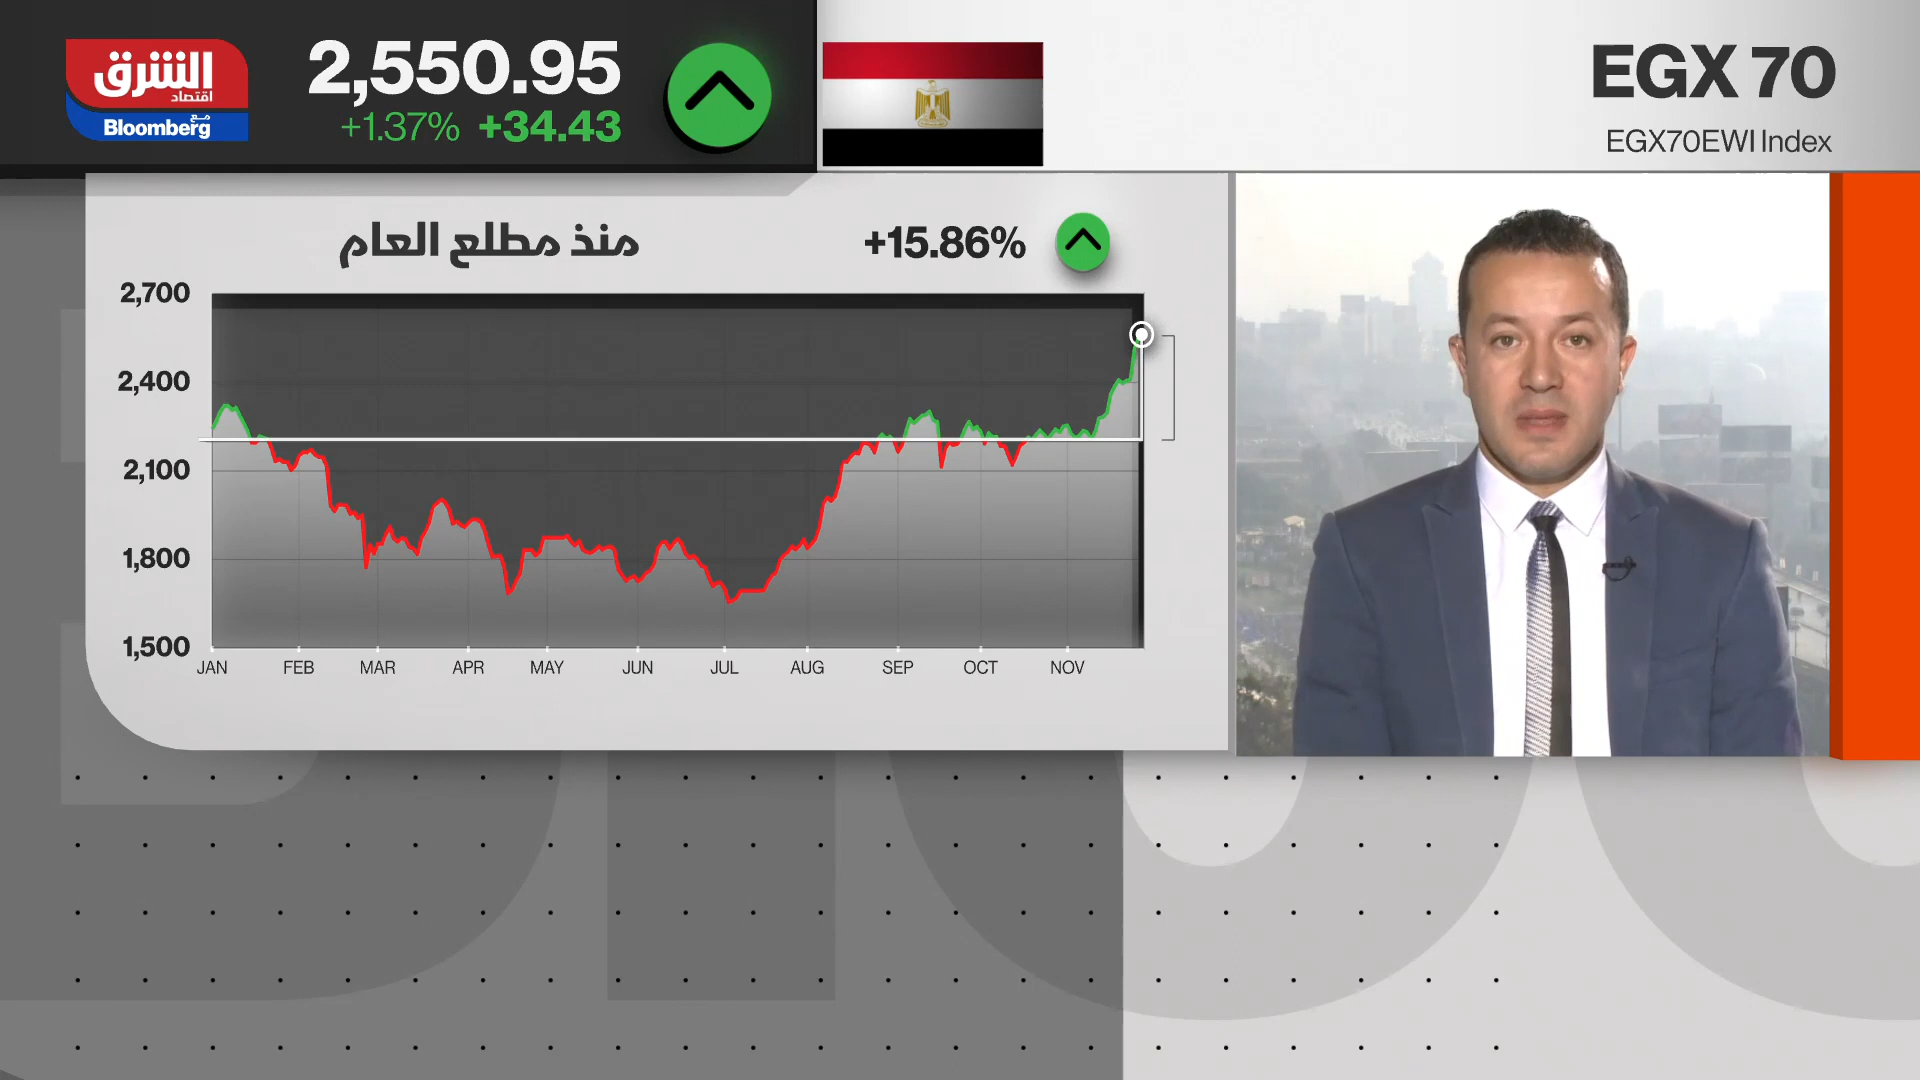 الشرق
اقتصاد
مع
Bloomberg
2,550.95
+1.37% +34.43
EGX 70
EGX70EWI Index
منذ مطلع العام
+15.86%
2,700
2,400
2,100
1,800
1,500
JAN FEB MAR APR MAY JUN JUL AUG SEP OCT NOV